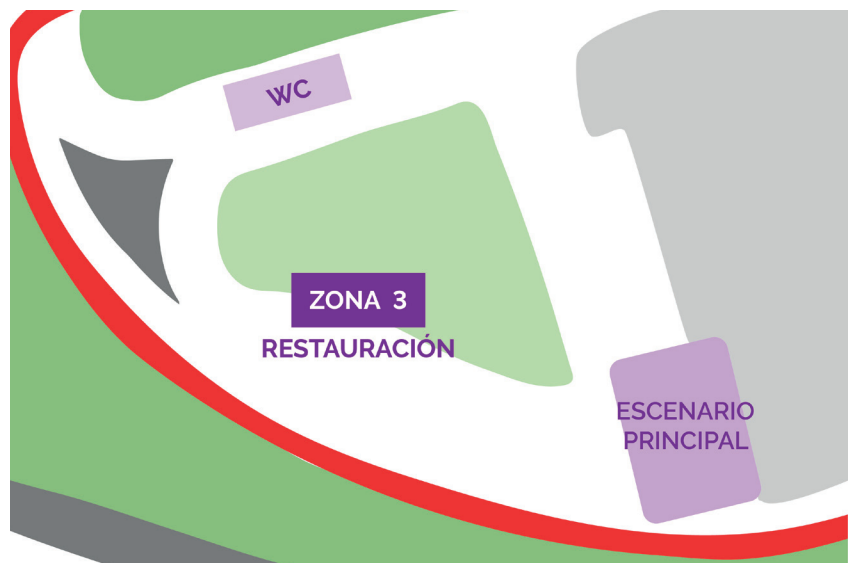 WC
ZONA 3
RESTAURACIÓN
ESCENARIO
PRINCIPAL